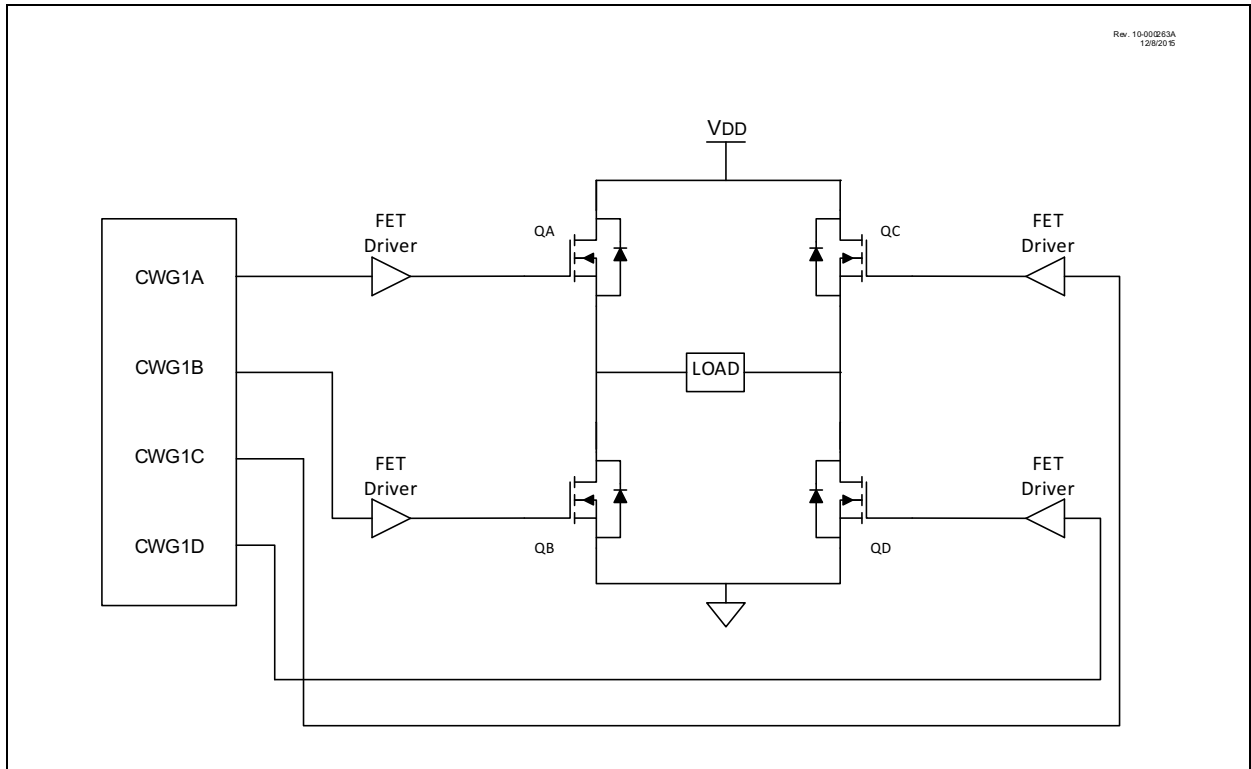 Rev. 10-000263A
12/8/2015
VDD
FET
Driver
QA
QC
FET
Driver
CWG1A
CWG1B
LOAD
CWG1C
FET
Driver
FET
Driver
CWG1D
QB
QD